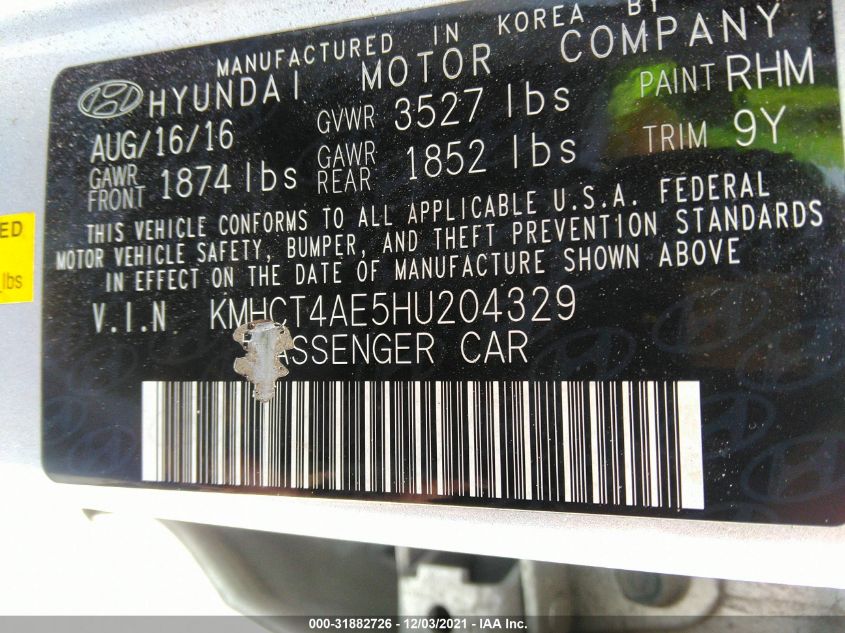 MANUFACTURED IN KOREA BY
HYUNDAI MOTOR COMPANY
AUG/16/16 GVWR 3527 lbs PAINT RHM
GAWR FRONT 1874 lbs GAWR REAR 1852 lbs TRIM 9Y
THIS VEHICLE CONFORMS TO ALL APPLICABLE U.S.A. FEDERAL
MOTOR VEHICLE SAFETY, BUMPER, AND THEFT PREVENTION STANDARDS
IN EFFECT ON THE DATE OF MANUFACTURE SHOWN ABOVE
V.I.N KMHCT4AE5HU204329
ASSENGER CAR
ED
lbs
000-31882726 - 12/03/2021 - IAA Inc.